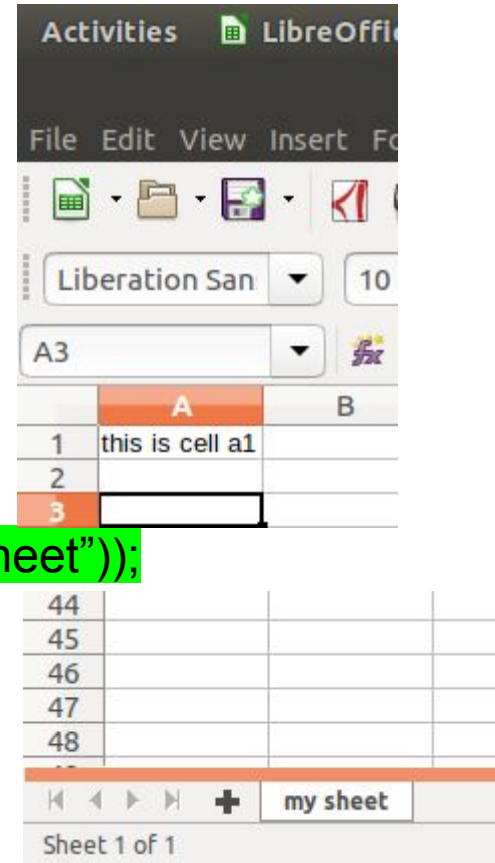 Activities LibreOffi
File Edit View Insert Fo
Liberation San 10
A3 fx
A B
1 this is cell a1
2
3
heet”));
44
45
46
47
48
my sheet
Sheet 1 of 1